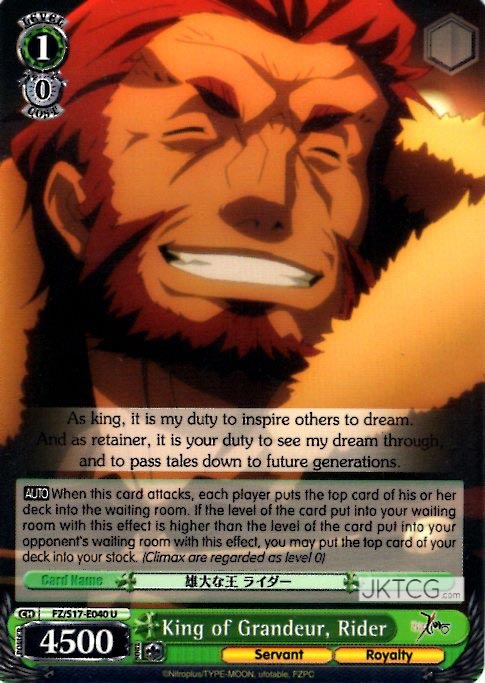 LEVEL
1
0
COST
As king, it is my duty to inspire others to dream.
And as retainer, it is your duty to see my dream through,
and to pass tales down to future generations.
AUTO When this card attacks, each player puts the top card of his or her
deck into the waiting room. If the level of the card put into your waiting
room with this effect is higher than the level of the card put into your
opponent's waiting room with this effect, you may put the top card of your
deck into your stock. (Climax are regarded as level 0)
Card Name 雄大な王 ライダー
JKTCG.com
CH FZ/S17-E040 U
POWER 4500
King of Grandeur, Rider
Servant Royalty
©Nitroplus/TYPE-MOON, ufotable, FZPC